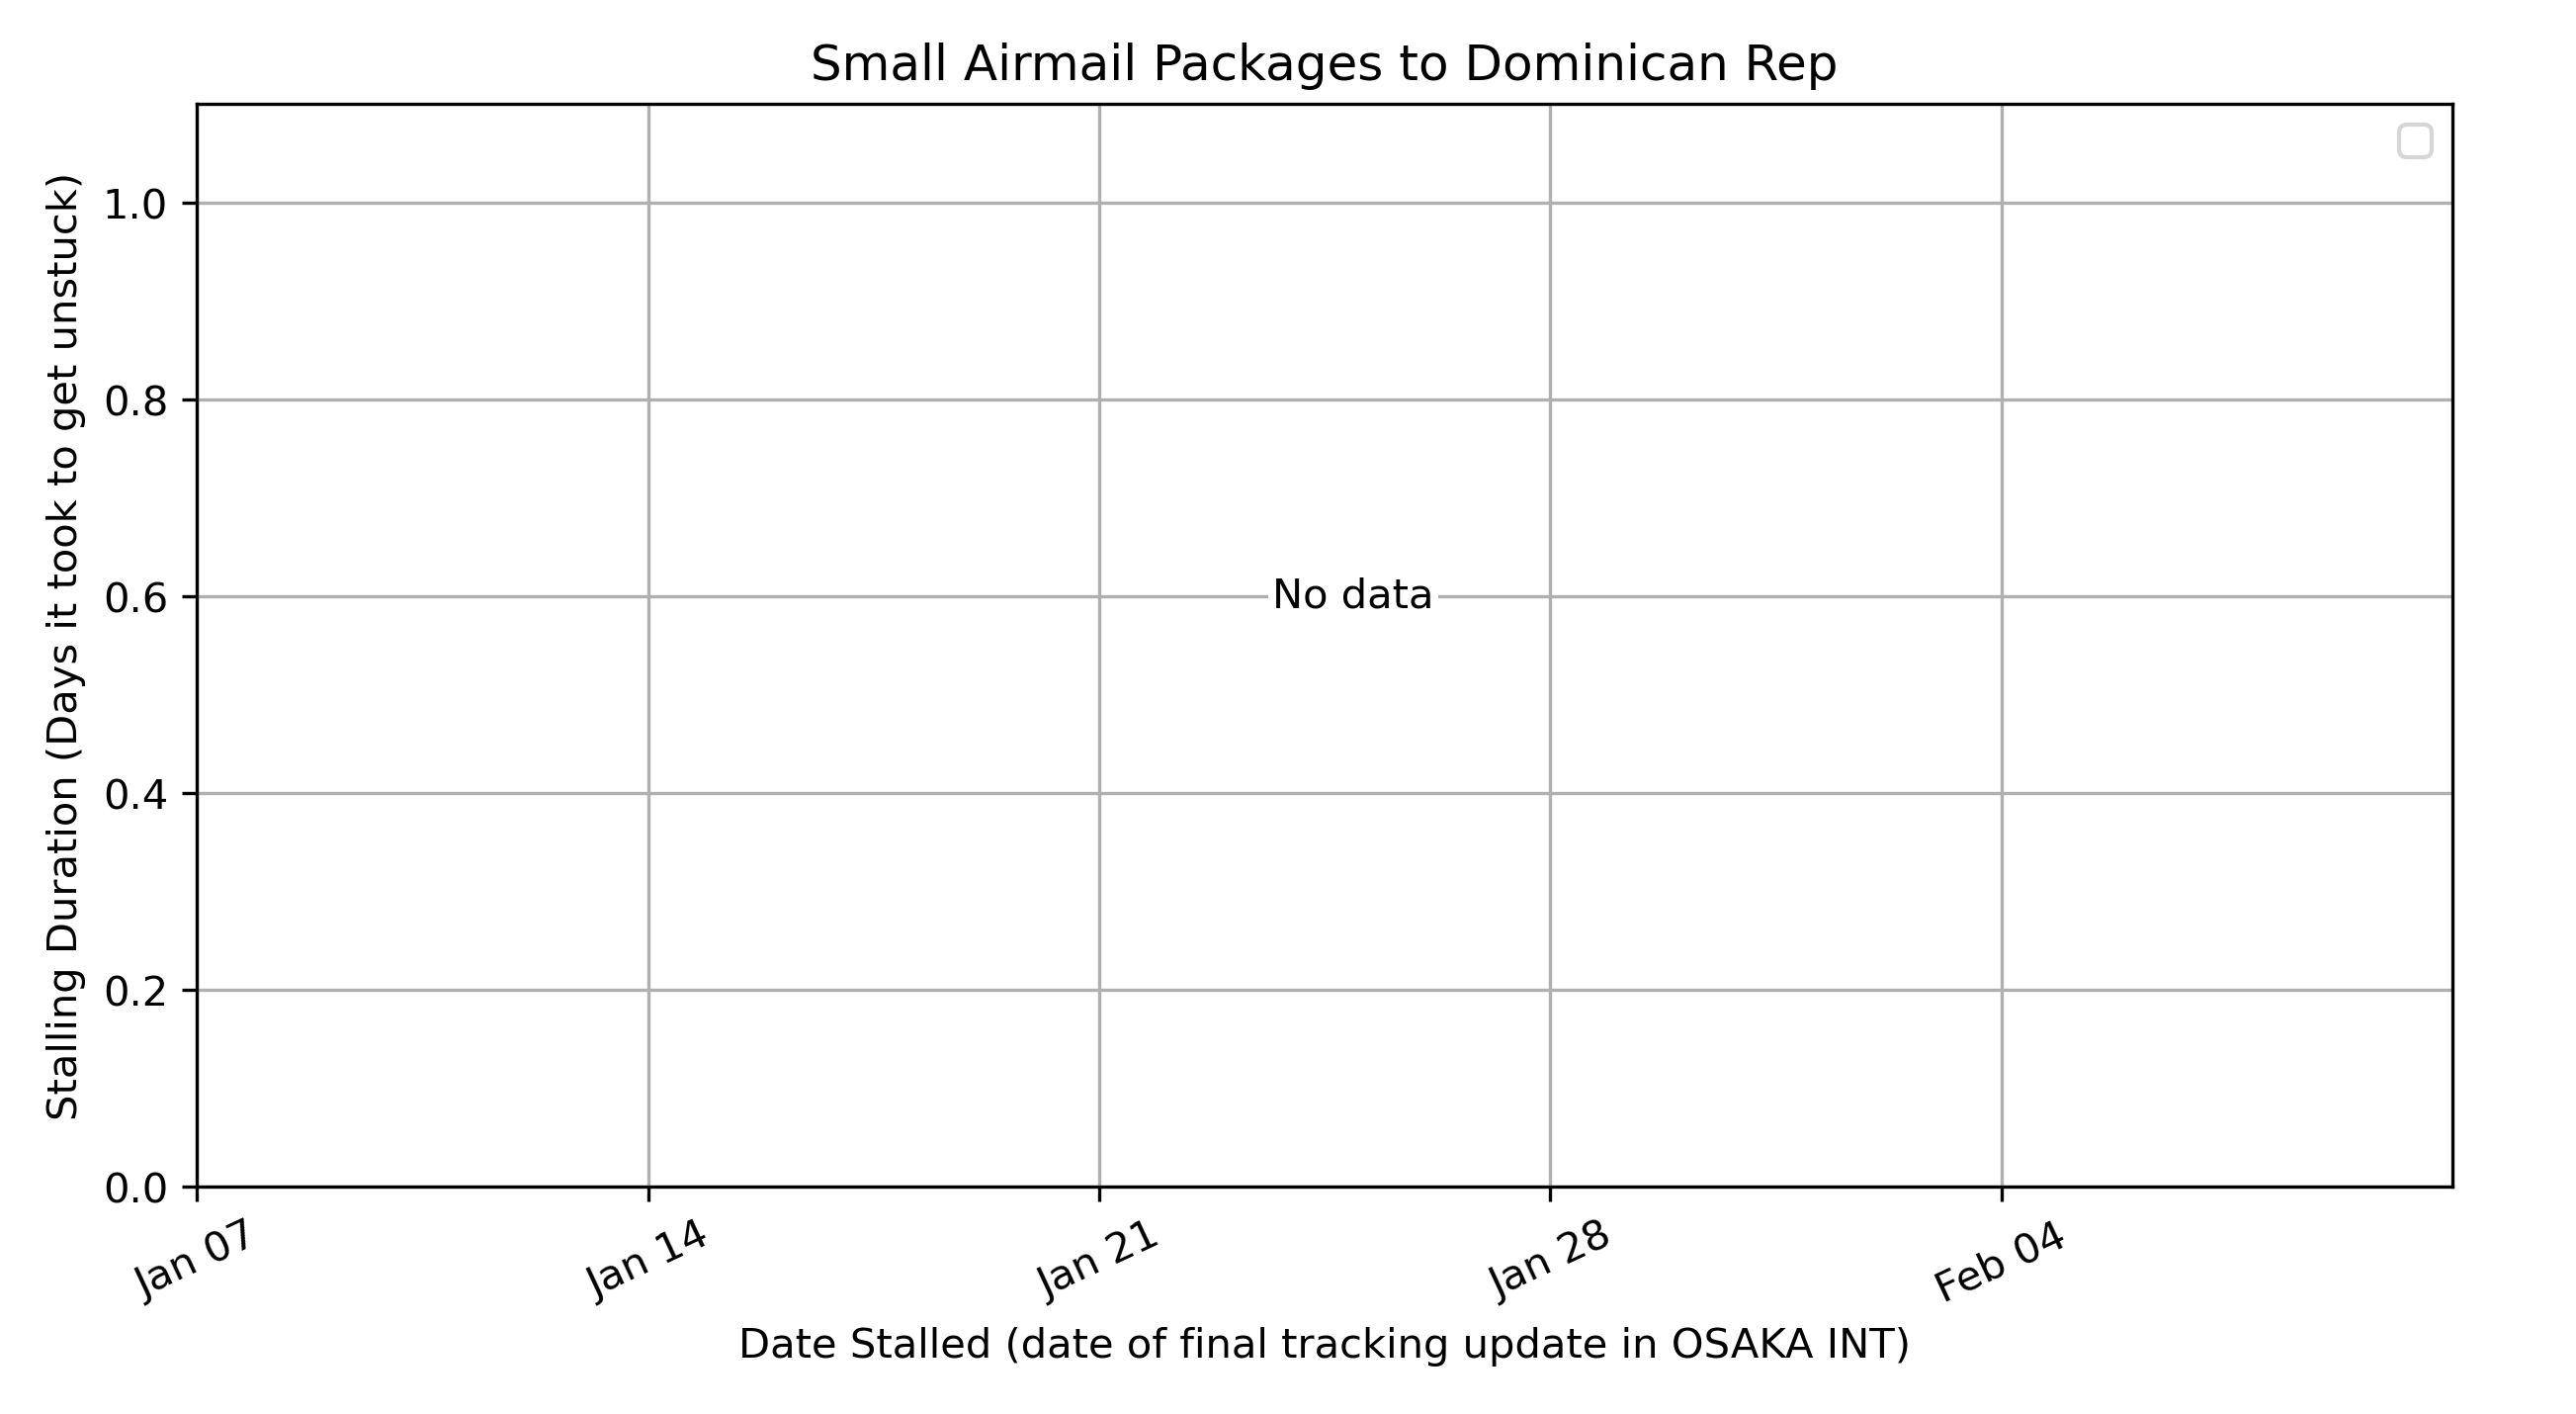 Small Airmail Packages to Dominican Rep
Stalling Duration (Days it took to get unstuck)
1.0
0.8
0.6
0.4
0.2
0.0
No data
Jan 07
Jan 14
Jan 21
Jan 28
Feb 04
Date Stalled (date of final tracking update in OSAKA INT)